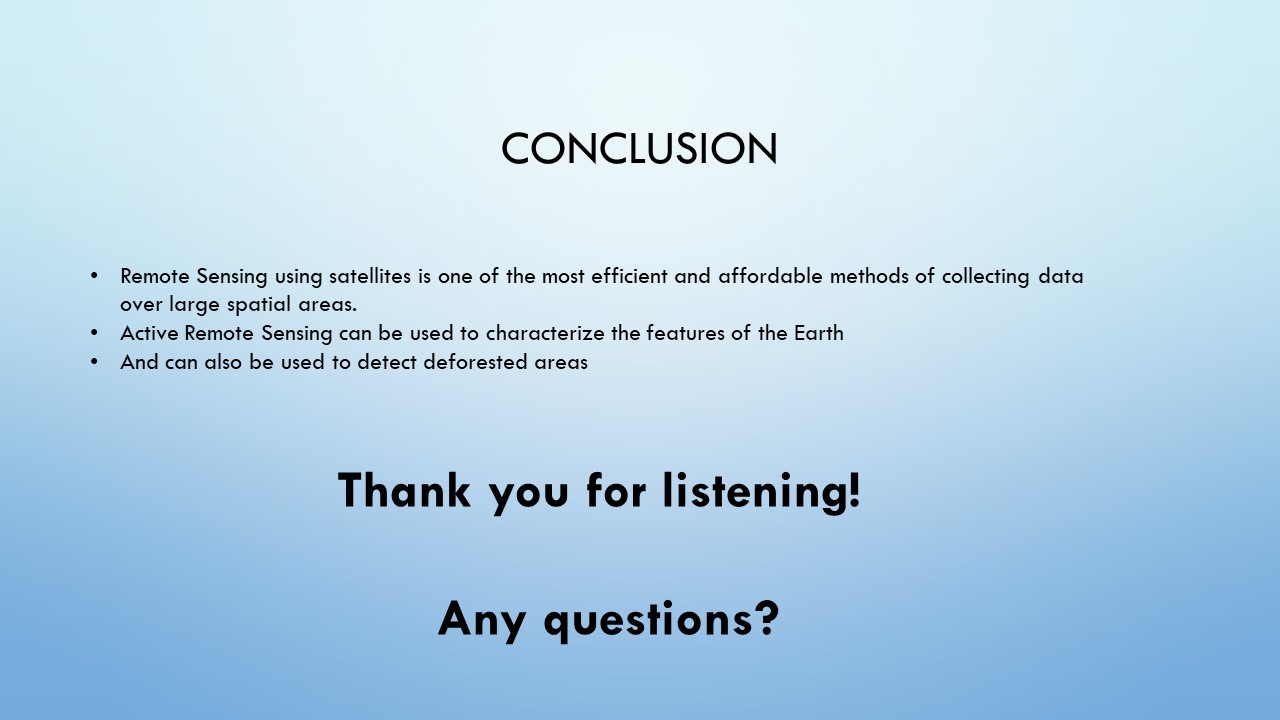 CONCLUSION
• Remote Sensing using satellites is one of the most efficient and affordable methods of collecting data
over large spatial areas.
• Active Remote Sensing can be used to characterize the features of the Earth
• And can also be used to detect deforested areas
Thank you for listening!
Any questions?